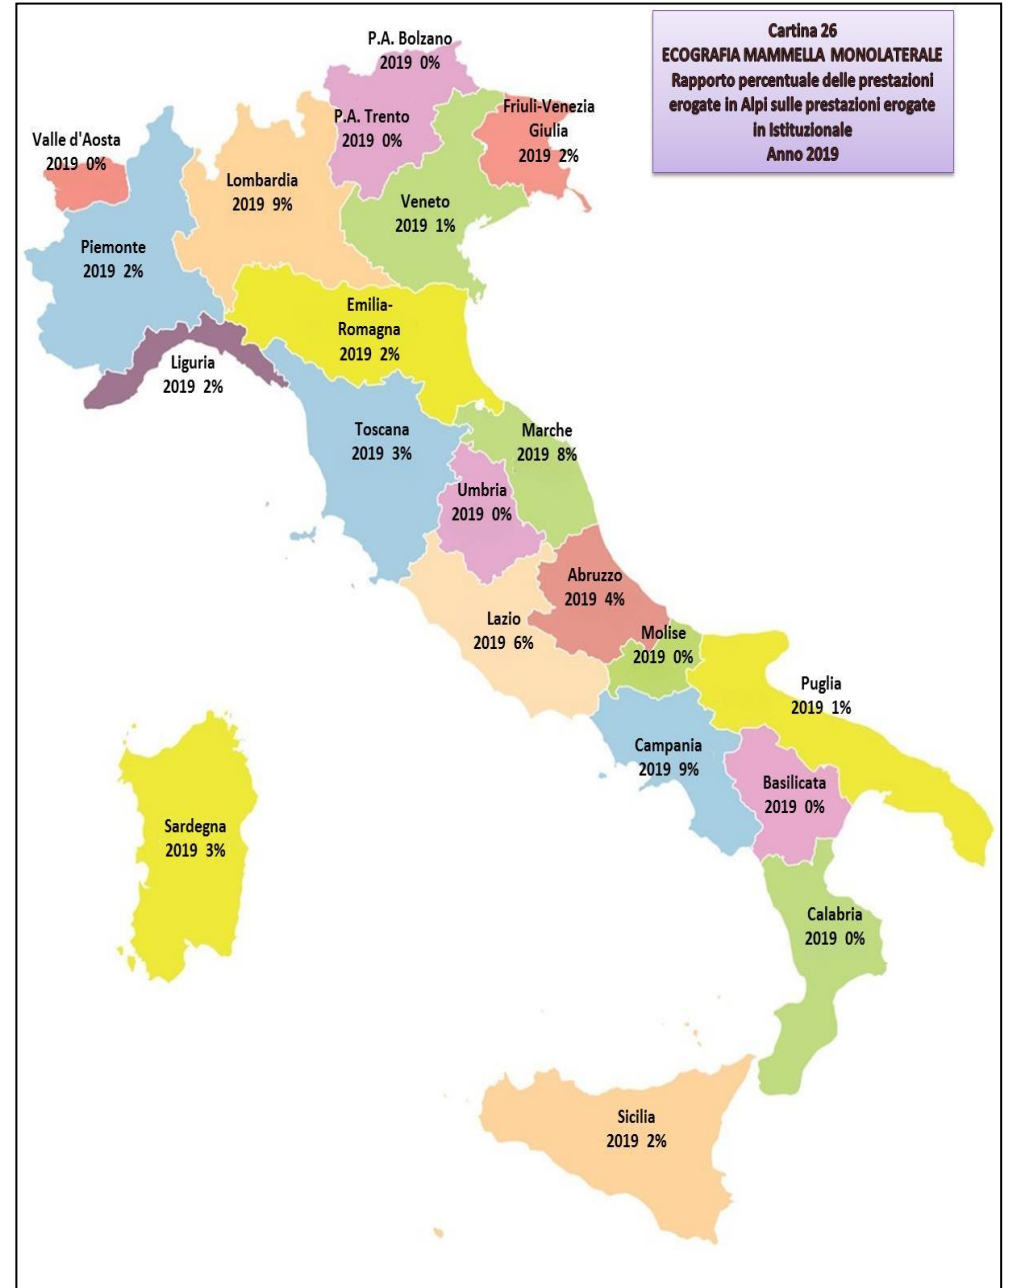 Cartina 26
ECOGRAFIA MAMMELLA MONOLATERALE
Rapporto percentuale delle prestazioni
erogate in Alpi sulle prestazioni erogate
in Istituzionale
Anno 2019
P.A. Bolzano
2019 0%
P.A. Trento
2019 0%
Friuli-Venezia
Giulia
2019 2%
Valle d'Aosta
2019 0%
Lombardia
2019 9%
Veneto
2019 1%
Piemonte
2019 2%
Emilia-
Romagna
2019 2%
Liguria
2019 2%
Toscana
2019 3%
Marche
2019 8%
Umbria
2019 0%
Abruzzo
2019 4%
Lazio
2019 6%
Molise
2019 0%
Puglia
2019 1%
Campania
2019 9%
Basilicata
2019 0%
Sardegna
2019 3%
Calabria
2019 0%
Sicilia
2019 2%